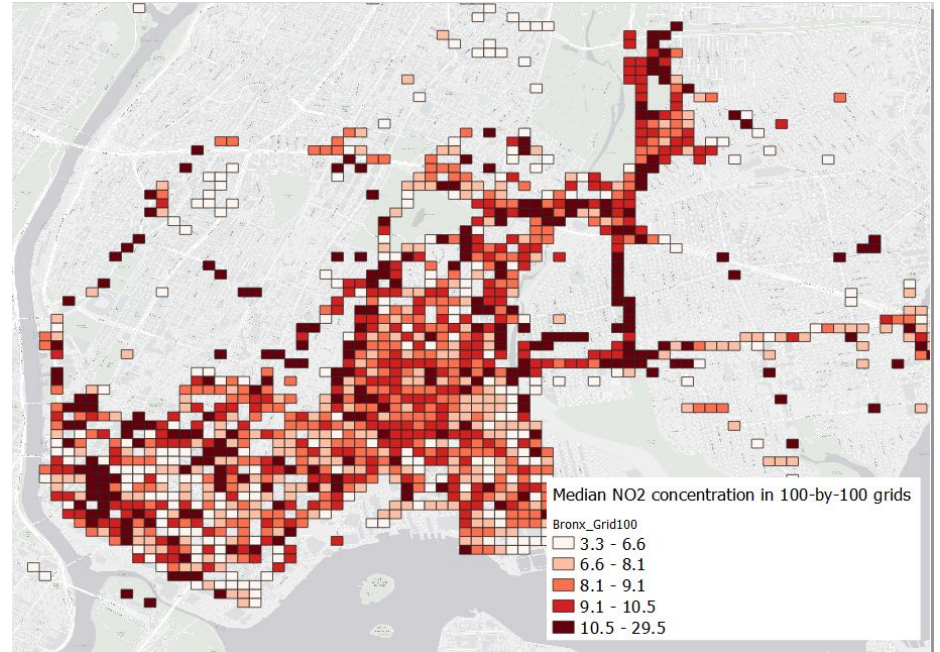 Median NO2 concentration in 100-by-100 grids
Bronx_Grid100
3.3 - 6.6
6.6 - 8.1
8.1 - 9.1
9.1 - 10.5
10.5 - 29.5